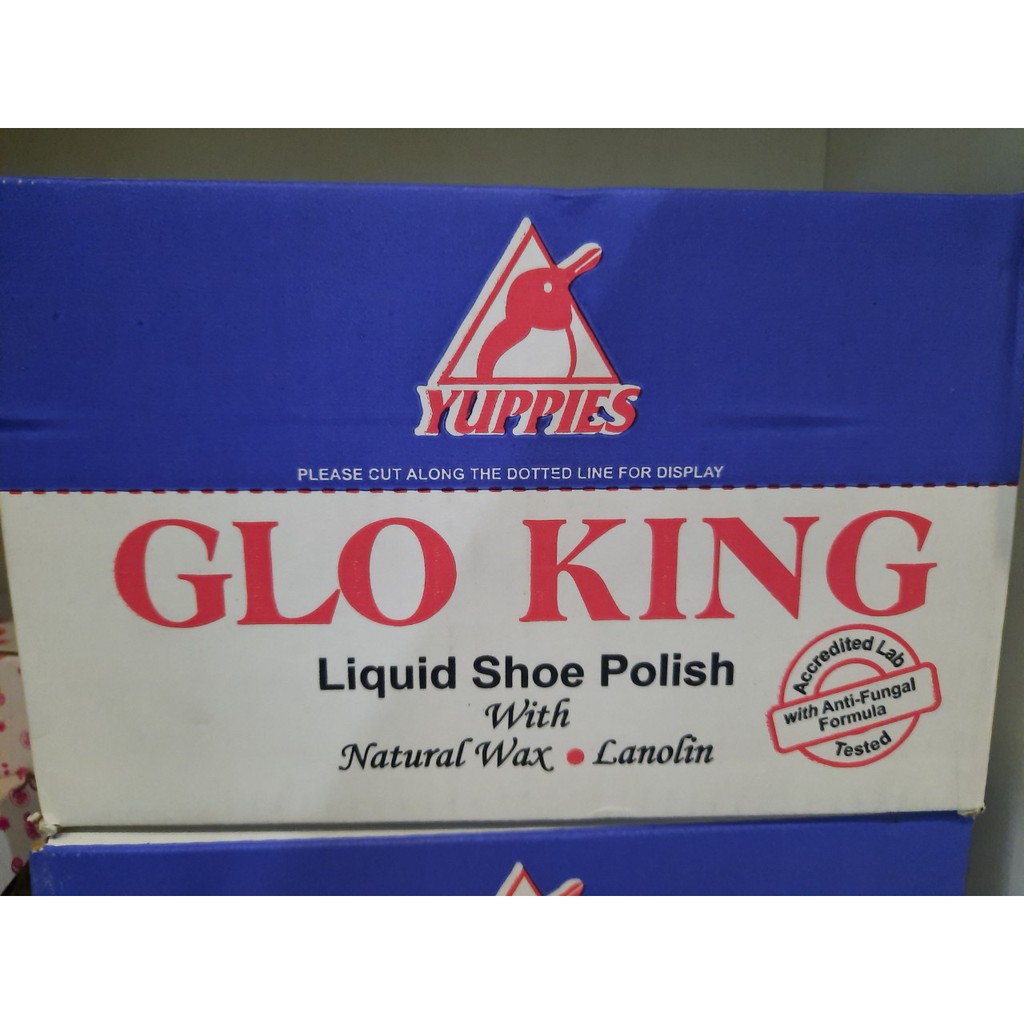 YUPPIES
PLEASE CUT ALONG THE DOTTED LINE FOR DISPLAY
GLO KING
Liquid Shoe Polish
With
Natural Wax • Lanolin
Accredited Lab
with Anti-Fungal
Formula
Tested